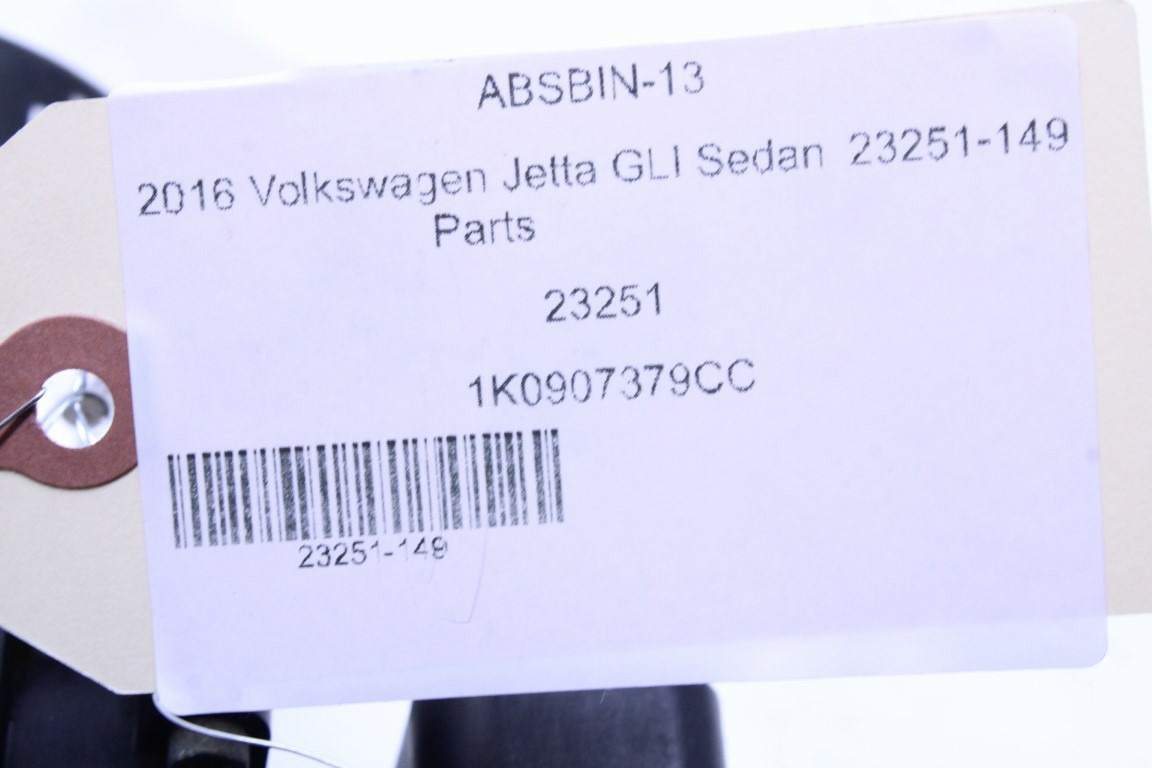 ABSBIN-13
2016 Volkswagen Jetta GLI Sedan 23251-149
Parts
23251
1K0907379CC
23251-149